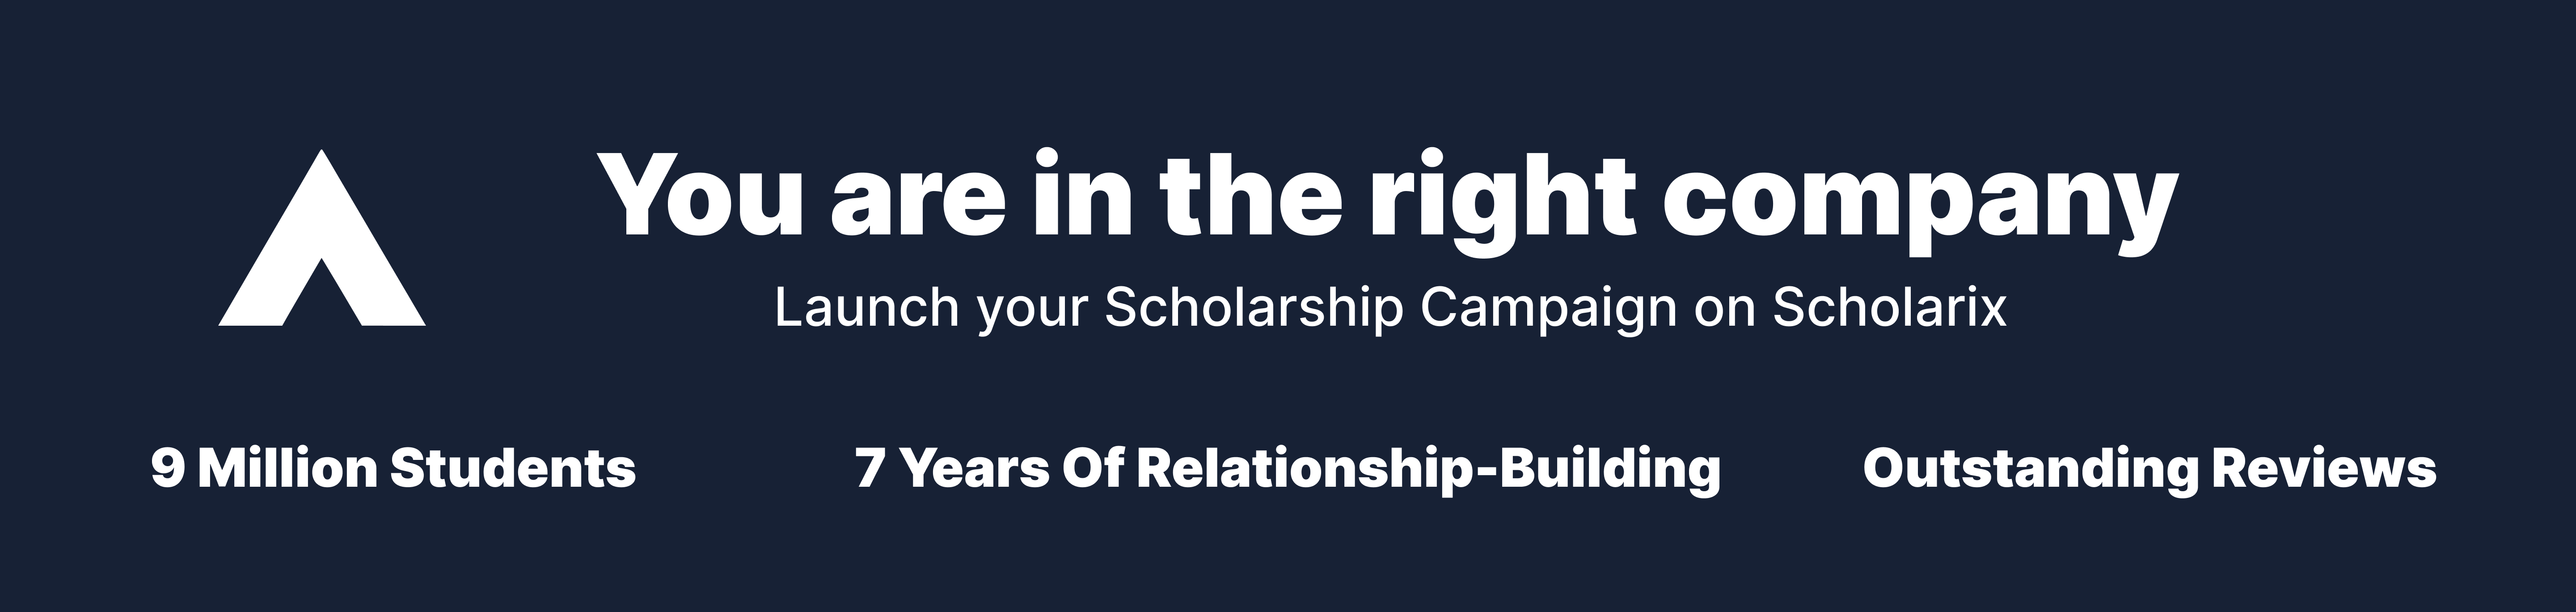 You are in the right company
Launch your Scholarship Campaign on Scholarix
9 Million Students
7 Years Of Relationship-Building
Outstanding Reviews